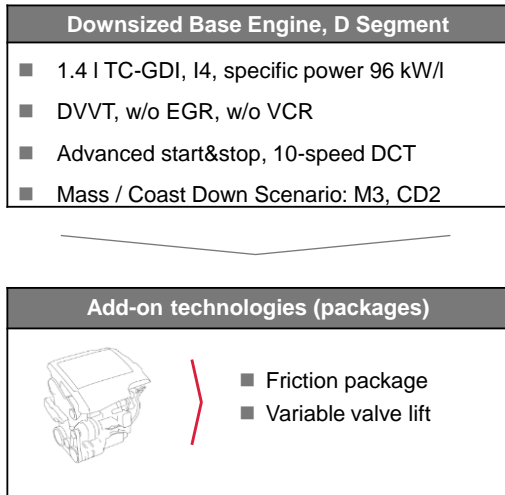 Downsized Base Engine, D Segment
1.4 l TC-GDI, I4, specific power 96 kW/l
DVVT, w/o EGR, w/o VCR
Advanced start&stop, 10-speed DCT
Mass / Coast Down Scenario: M3, CD2
Add-on technologies (packages)
Friction package
Variable valve lift